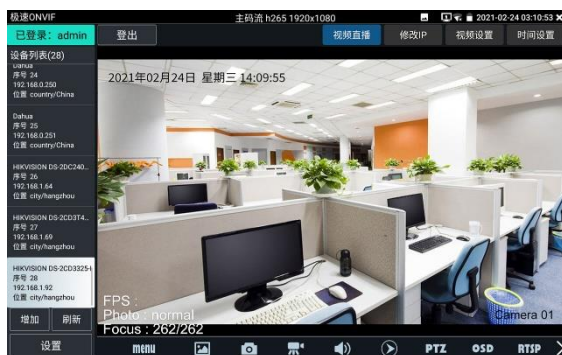 极速ONVIF
主码流 h265 1920x1080
2021-02-24 03:10:53
已登录：admin
登出
视频直播
修改IP
视频设置
时间设置
设备列表(28)
Dahua
序号 24
192.168.0.250
位置 country/China
Dahua
序号 25
192.168.0.251
位置 country/China
HIKVISION DS-2DC240...
序号 26
192.168.1.64
位置 city/hangzhou
HIKVISION DS-2CD3T4...
序号 27
192.168.1.69
位置 city/hangzhou
HIKVISION DS-2CD3325-I
序号 28
192.168.1.92
位置 city/hangzhou
增加
刷新
设置
2021年02月24日 星期三 14:09:55
FPS :
Photo : normal
Focus : 262/262
Camera 01
menu
PTZ
OSD
RTSP